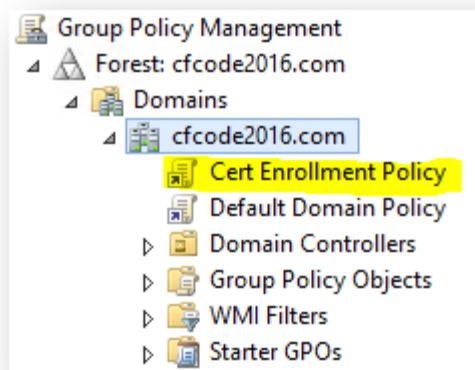 Group Policy Management
Forest: cfcode2016.com
Domains
cfcode2016.com
Cert Enrollment Policy
Default Domain Policy
Domain Controllers
Group Policy Objects
WMI Filters
Starter GPOs